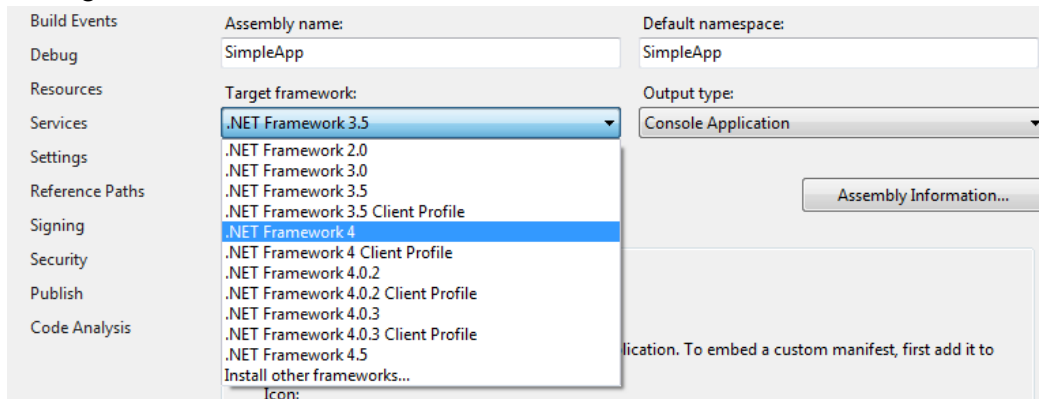 Build Events
Debug
Resources
Services
Settings
Reference Paths
Signing
Security
Publish
Code Analysis
Assembly name:
Default namespace:
SimpleApp
SimpleApp
Target framework:
Output type:
.NET Framework 3.5
Console Application
.NET Framework 2.0
.NET Framework 3.0
.NET Framework 3.5
.NET Framework 3.5 Client Profile
.NET Framework 4
.NET Framework 4 Client Profile
.NET Framework 4.0.2
.NET Framework 4.0.2 Client Profile
.NET Framework 4.0.3
.NET Framework 4.0.3 Client Profile
.NET Framework 4.5
Install other frameworks...
Assembly Information...
lication. To embed a custom manifest, first add it to
Icon: